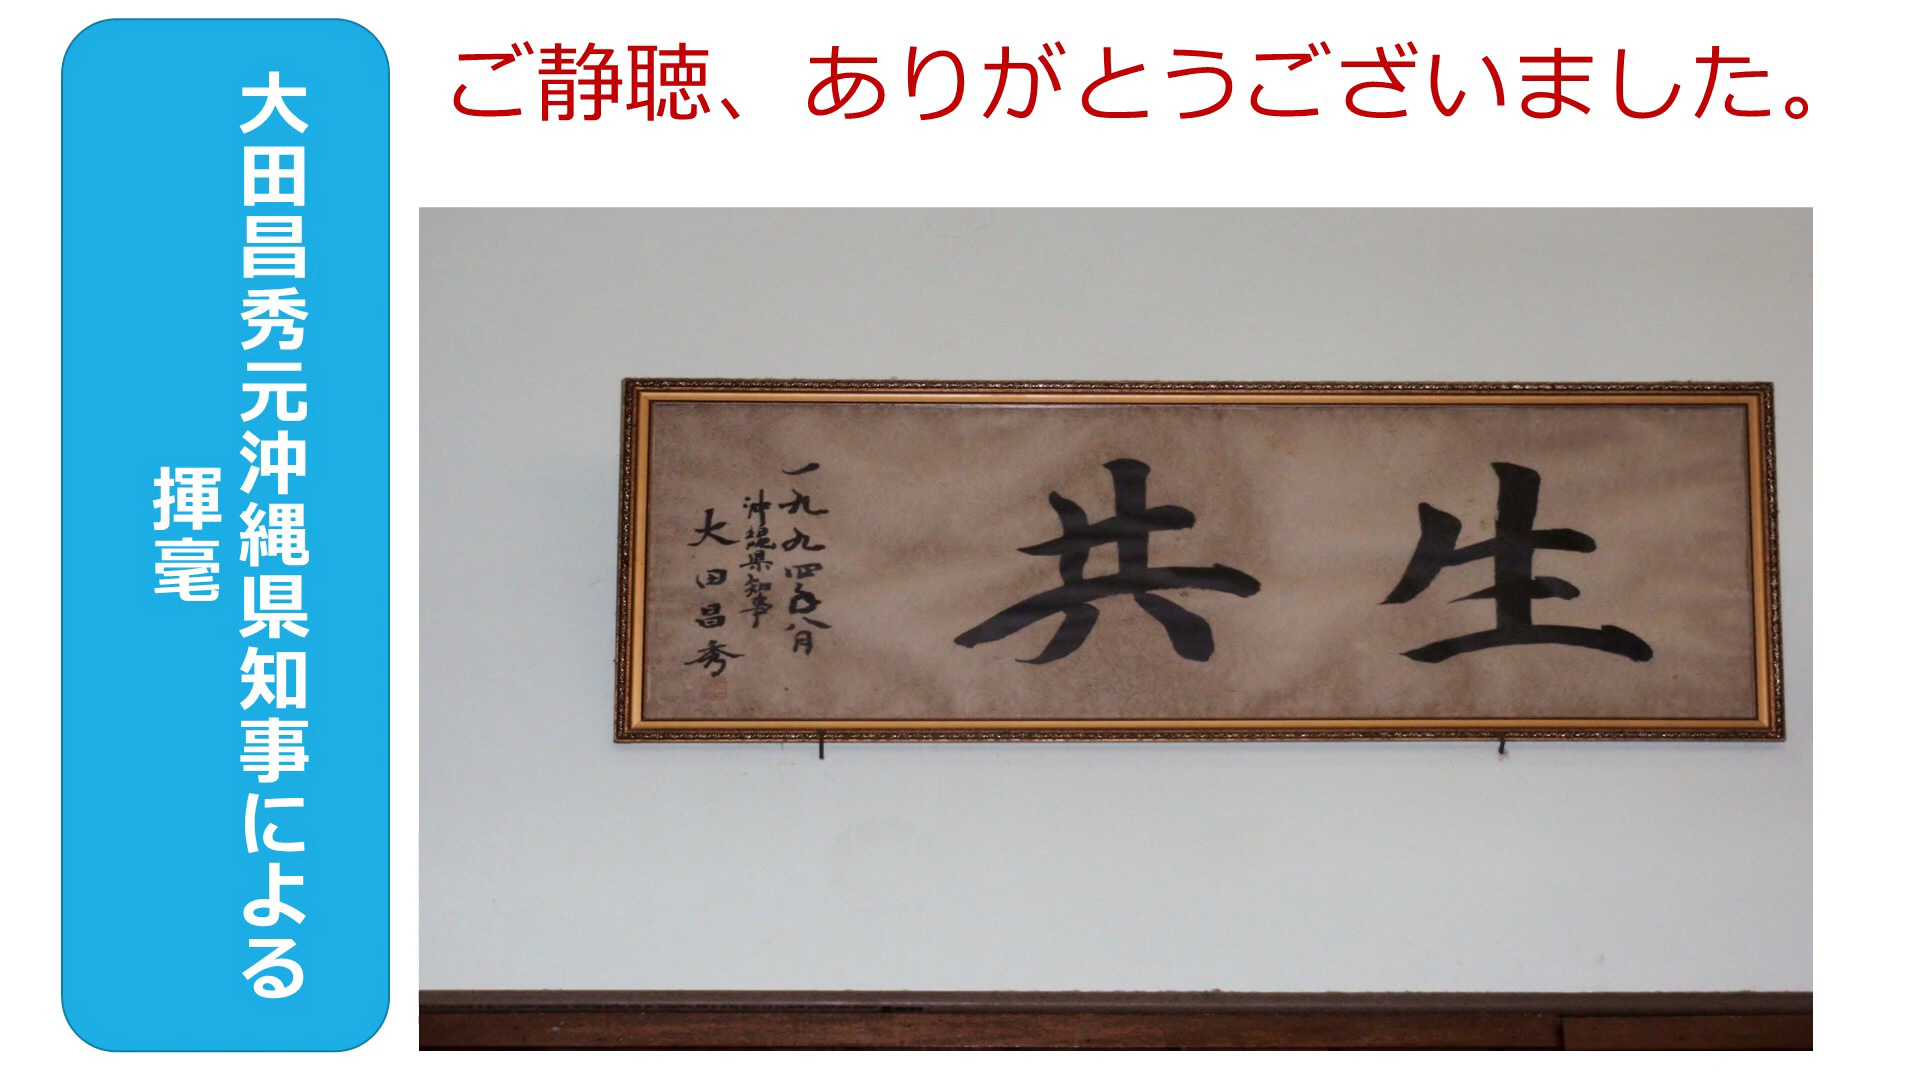 ご静聴、ありがとうございました。
大田昌秀元沖縄県知事による
揮毫
共生
一九九四年八月
沖縄県知事
大田昌秀